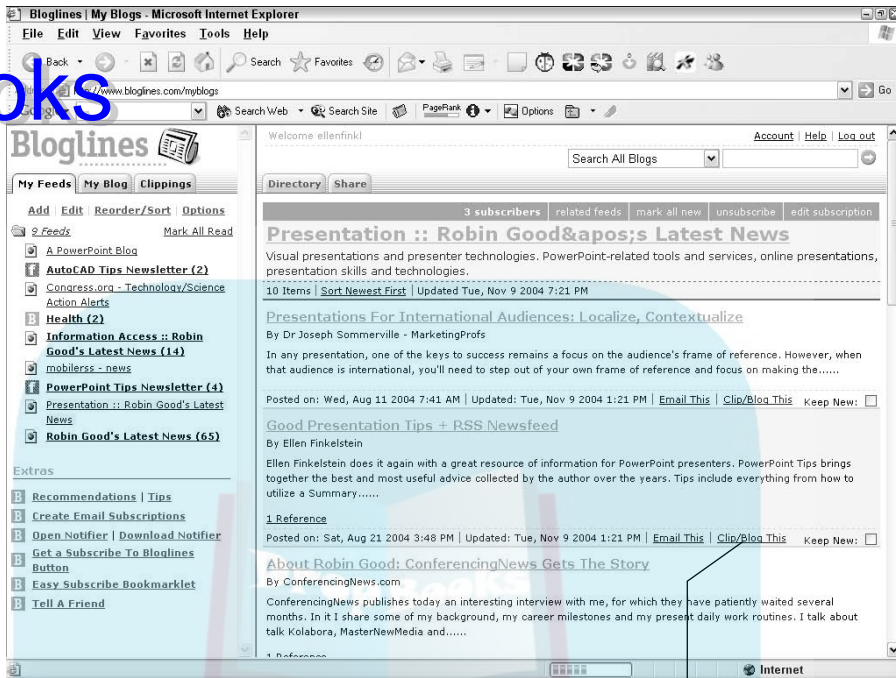 Bloglines | My Blogs - Microsoft Internet Explorer
File Edit View Favorites Tools Help
Back Search Favorites
oks
http://www.bloglines.com/myblogs Go
Search Web Search Site PageRank Options
Bloglines
Welcome ellenfinkl Account | Help | Log out
Search All Blogs
My Feeds My Blog Clippings
Directory Share
Add | Edit | Reorder/Sort | Options
9 Feeds Mark All Read
A PowerPoint Blog
AutoCAD Tips Newsletter (2)
Congress.org - Technology/Science
Action Alerts
Health (2)
Information Access :: Robin
Good's Latest News (14)
mobilerss - news
PowerPoint Tips Newsletter (4)
Presentation :: Robin Good's Latest
News
Robin Good's Latest News (65)
Extras
Recommendations | Tips
Create Email Subscriptions
Open Notifier | Download Notifier
Get a Subscribe To Bloglines
Button
Easy Subscribe Bookmarklet
Tell A Friend
3 subscribers | related feeds | mark all new | unsubscribe | edit subscription
Presentation :: Robin Good&apos;s Latest News
Visual presentations and presenter technologies. PowerPoint-related tools and services, online presentations,
presentation skills and technologies.
10 Items | Sort Newest First | Updated Tue, Nov 9 2004 7:21 PM
Presentations For International Audiences: Localize, Contextualize
By Dr Joseph Sommerville - MarketingProfs
In any presentation, one of the keys to success remains a focus on the audience's frame of reference. However, when
that audience is international, you'll need to step out of your own frame of reference and focus on making the......
Posted on: Wed, Aug 11 2004 7:41 AM | Updated: Tue, Nov 9 2004 1:21 PM | Email This | Clip/Blog This Keep New:
Good Presentation Tips + RSS Newsfeed
By Ellen Finkelstein
Ellen Finkelstein does it again with a great resource of information for PowerPoint presenters. PowerPoint Tips brings
together the best and most useful advice collected by the author over the years. Tips include everything from how to
utilize a Summary......
1 Reference
Posted on: Sat, Aug 21 2004 3:48 PM | Updated: Tue, Nov 9 2004 1:21 PM | Email This | Clip/Blog This Keep New:
About Robin Good: ConferencingNews Gets The Story
By ConferencingNews.com
ConferencingNews publishes today an interesting interview with me, for which they have patiently waited several
months. In it I share some of my background, my career milestones and my present daily work routines. I talk about
talk Kolabora, MasterNewMedia and......
1 Reference
Internet